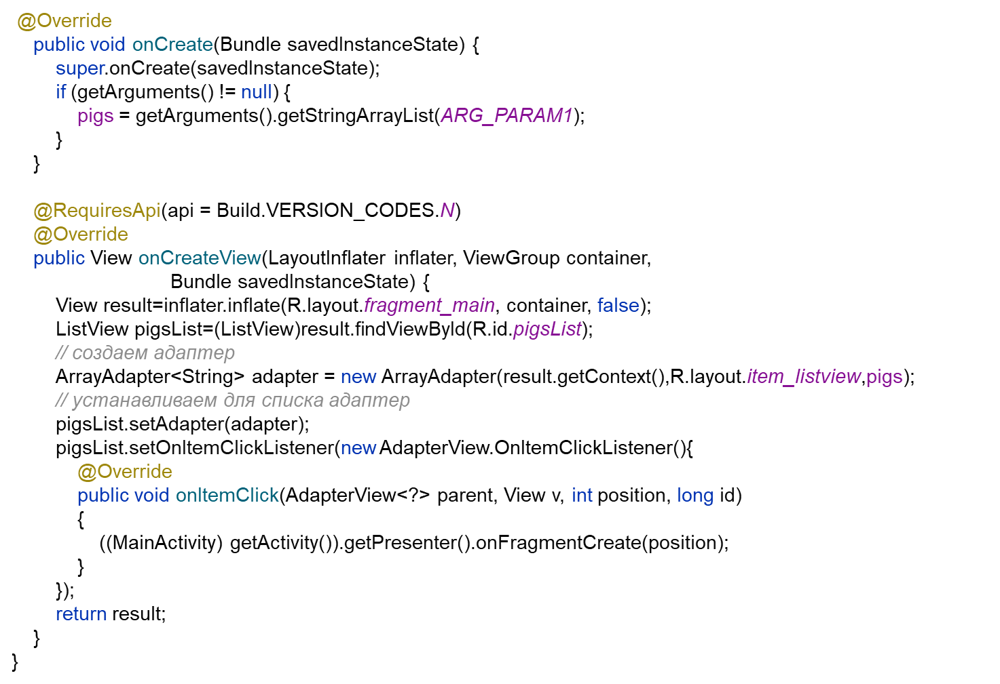 @Override
public void onCreate(Bundle savedInstanceState) {
super.onCreate(savedInstanceState);
if (getArguments() != null) {
pigs = getArguments().getStringArrayList(ARG_PARAM1);
}
}
@RequiresApi(api = Build.VERSION_CODES.N)
@Override
public View onCreateView(LayoutInflater inflater, ViewGroup container,
Bundle savedInstanceState) {
View result=inflater.inflate(R.layout.fragment_main, container, false);
ListView pigsList=(ListView)result.findViewById(R.id.pigsList);
// создаем адаптер
ArrayAdapter<String> adapter = new ArrayAdapter(result.getContext(),R.layout.item_listview,pigs);
// устанавливаем для списка адаптер
pigsList.setAdapter(adapter);
pigsList.setOnItemClickListener(new AdapterView.OnItemClickListener(){
@Override
public void onItemClick(AdapterView<?> parent, View v, int position, long id)
{
((MainActivity) getActivity()).getPresenter().onFragmentCreate(position);
}
});
return result;
}
}